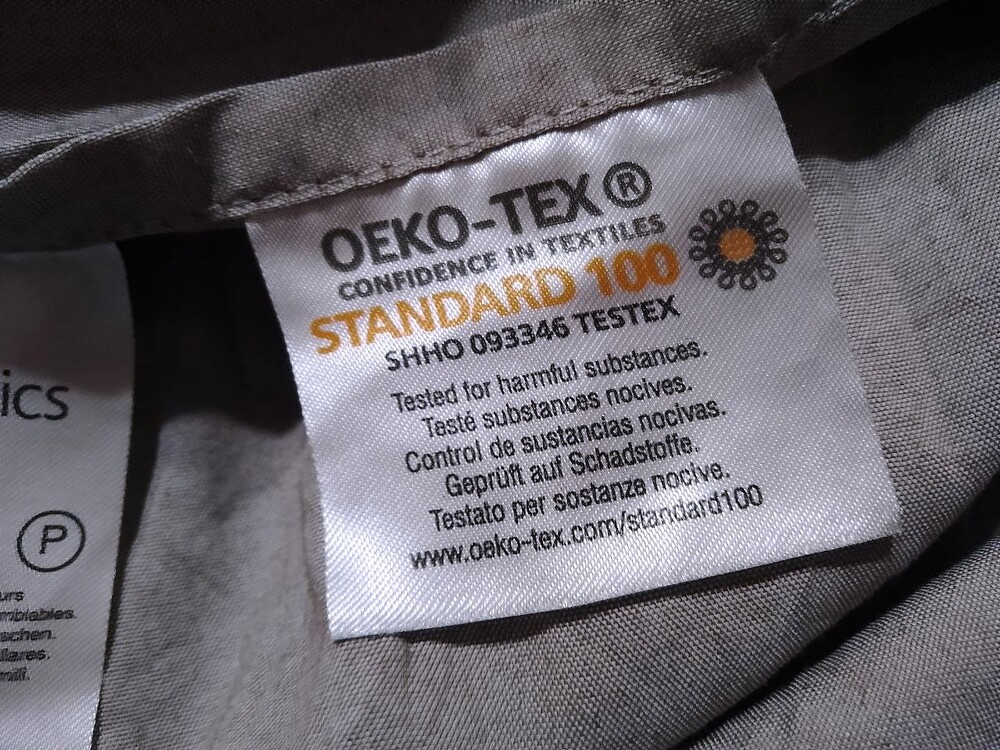 OEKO-TEX®
CONFIDENCE IN TEXTILES
STANDARD 100
SHHO 093346 TESTEX
Tested for harmful substances.
Testé substances nocives.
Control de sustancias nocivas.
Geprüft auf Schadstoffe.
Testato per sostanze nocive.
www.oeko-tex.com/standard100
ics
P
urs